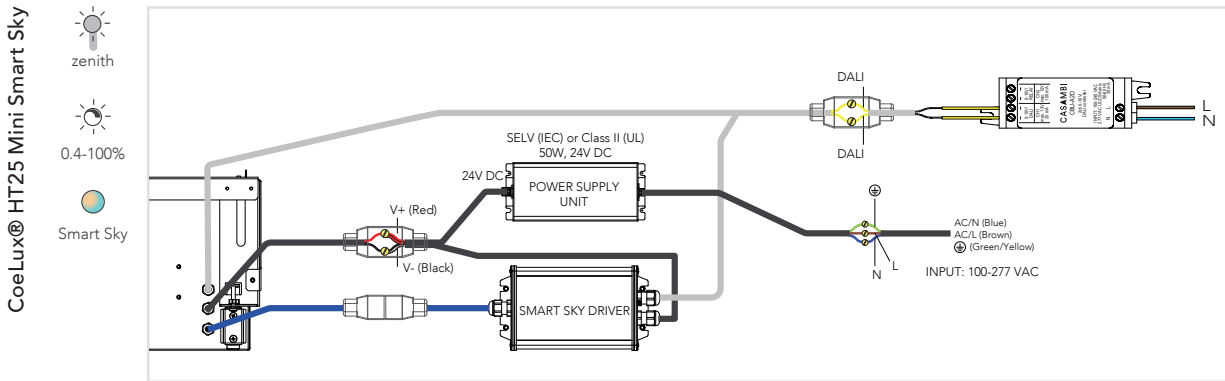 CoeLux® HT25 Mini Smart Sky
zenith
0.4-100%
Smart Sky
DALI
DALI
SELV (IEC) or Class II (UL)
50W, 24V DC
24V DC
POWER SUPPLY
UNIT
V+ (Red)
V- (Black)
SMART SKY DRIVER
CASAMBI
CBU-A2D
L
N
AC/N (Blue)
AC/L (Brown)
(Green/Yellow)
N
L
INPUT: 100-277 VAC